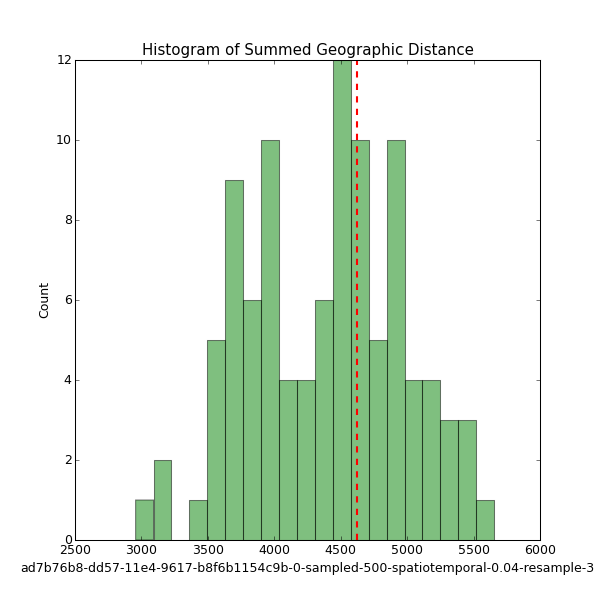 Histogram of Summed Geographic Distance
12
10
8
6
4
2
0
Count
2500 3000 3500 4000 4500 5000 5500 6000
ad7b76b8-dd57-11e4-9617-b8f6b1154c9b-0-sampled-500-spatiotemporal-0.04-resample-3